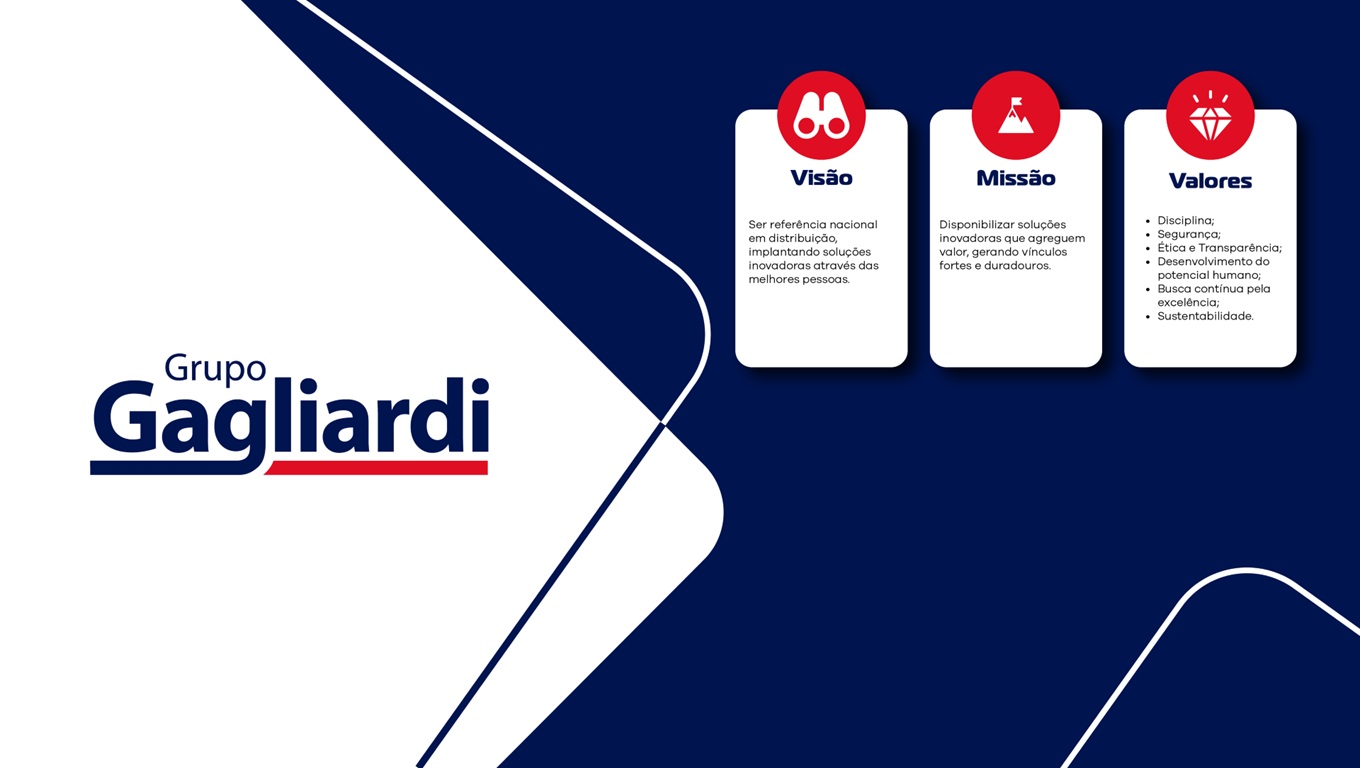 Grupo
Gagliardi
Visão
Ser referência nacional
em distribuição,
implantando soluções
inovadoras através das
melhores pessoas.
Missão
Disponibilizar soluções
inovadoras que agreguem
valor, gerando vínculos
fortes e duradouros.
Valores
• Disciplina;
• Segurança;
• Ética e Transparência;
• Desenvolvimento do
potencial humano;
• Busca contínua pela
excelência;
• Sustentabilidade.